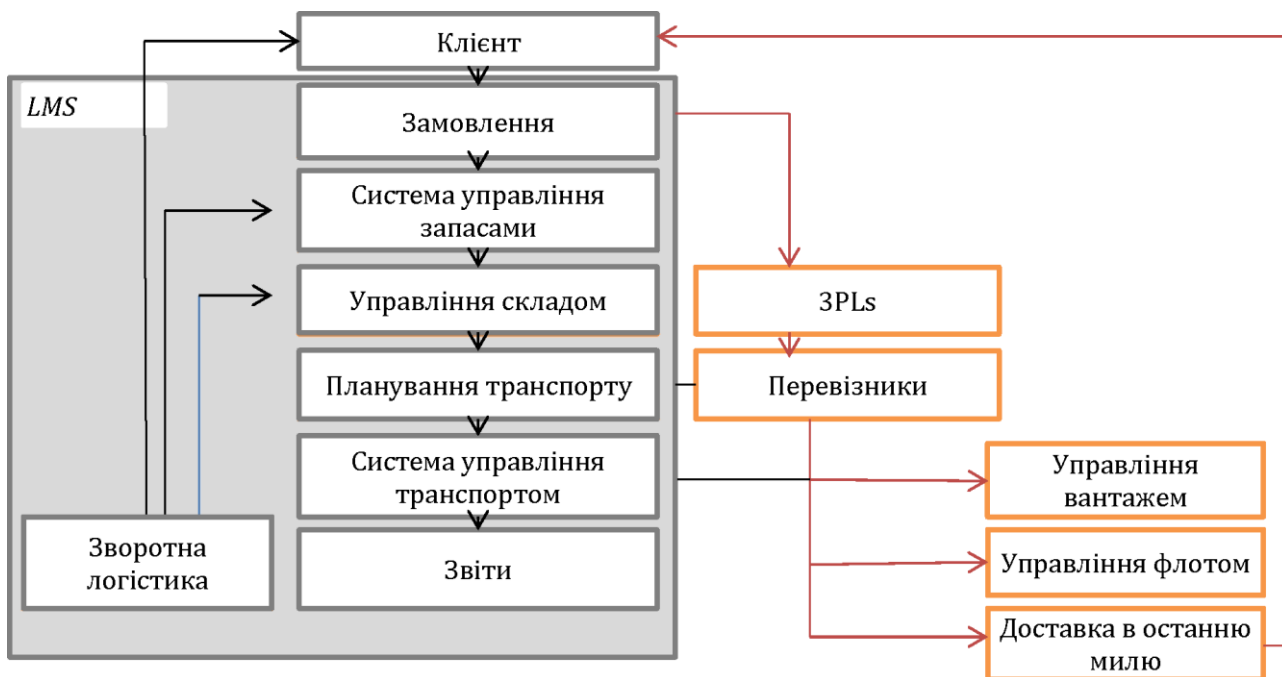 Клієнт
LMS
Замовлення
Система управління
запасами
Управління складом
3PLs
Планування транспорту
Перевізники
Система управління
транспортом
Управління
вантажем
Зворотна
логістика
Звіти
Управління флотом
Доставка в останню
милю